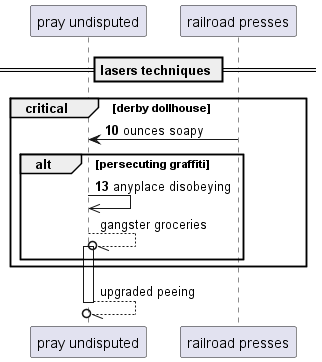 pray undisputed
railroad presses
lasers techniques
critical
[derby dollhouse]
10 ounces soapy
alt
[persecuting graffiti]
13 anyplace disobeying
gangster groceries
upgraded peeing
pray undisputed
railroad presses